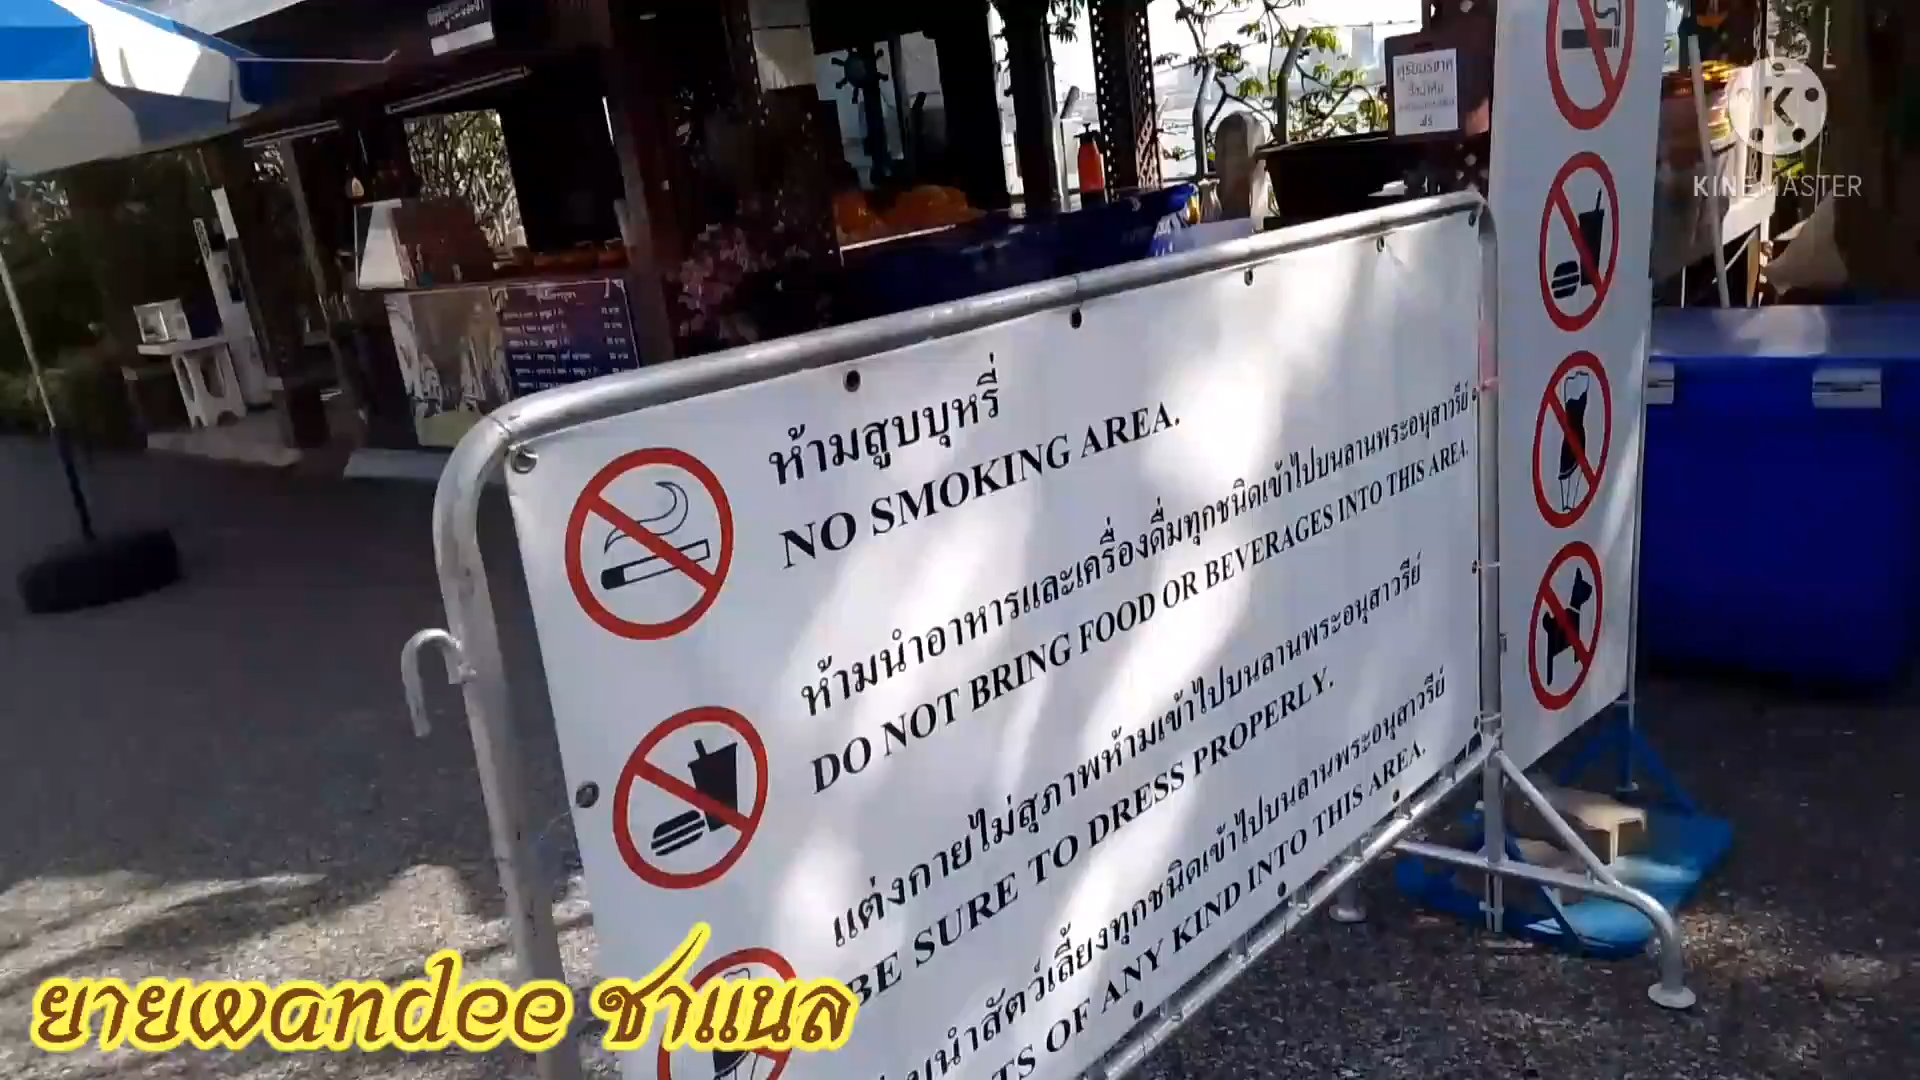 KINEMASTER
ห้ามสูบบุหรี่
NO SMOKING AREA.
ห้ามนำอาหารและเครื่องดื่มทุกชนิดเข้าไปบนลานพระอนุสาวรีย์
DO NOT BRING FOOD OR BEVERAGES INTO THIS AREA.
แต่งกายไม่สุภาพห้ามเข้าไปบนลานพระอนุสาวรีย์
BE SURE TO DRESS PROPERLY.
นำสัตว์เลี้ยงทุกชนิดเข้าไปบนลานพระอนุสาวรีย์
OF ANY KIND INTO THIS AREA.
ยายwandee ชาแนล